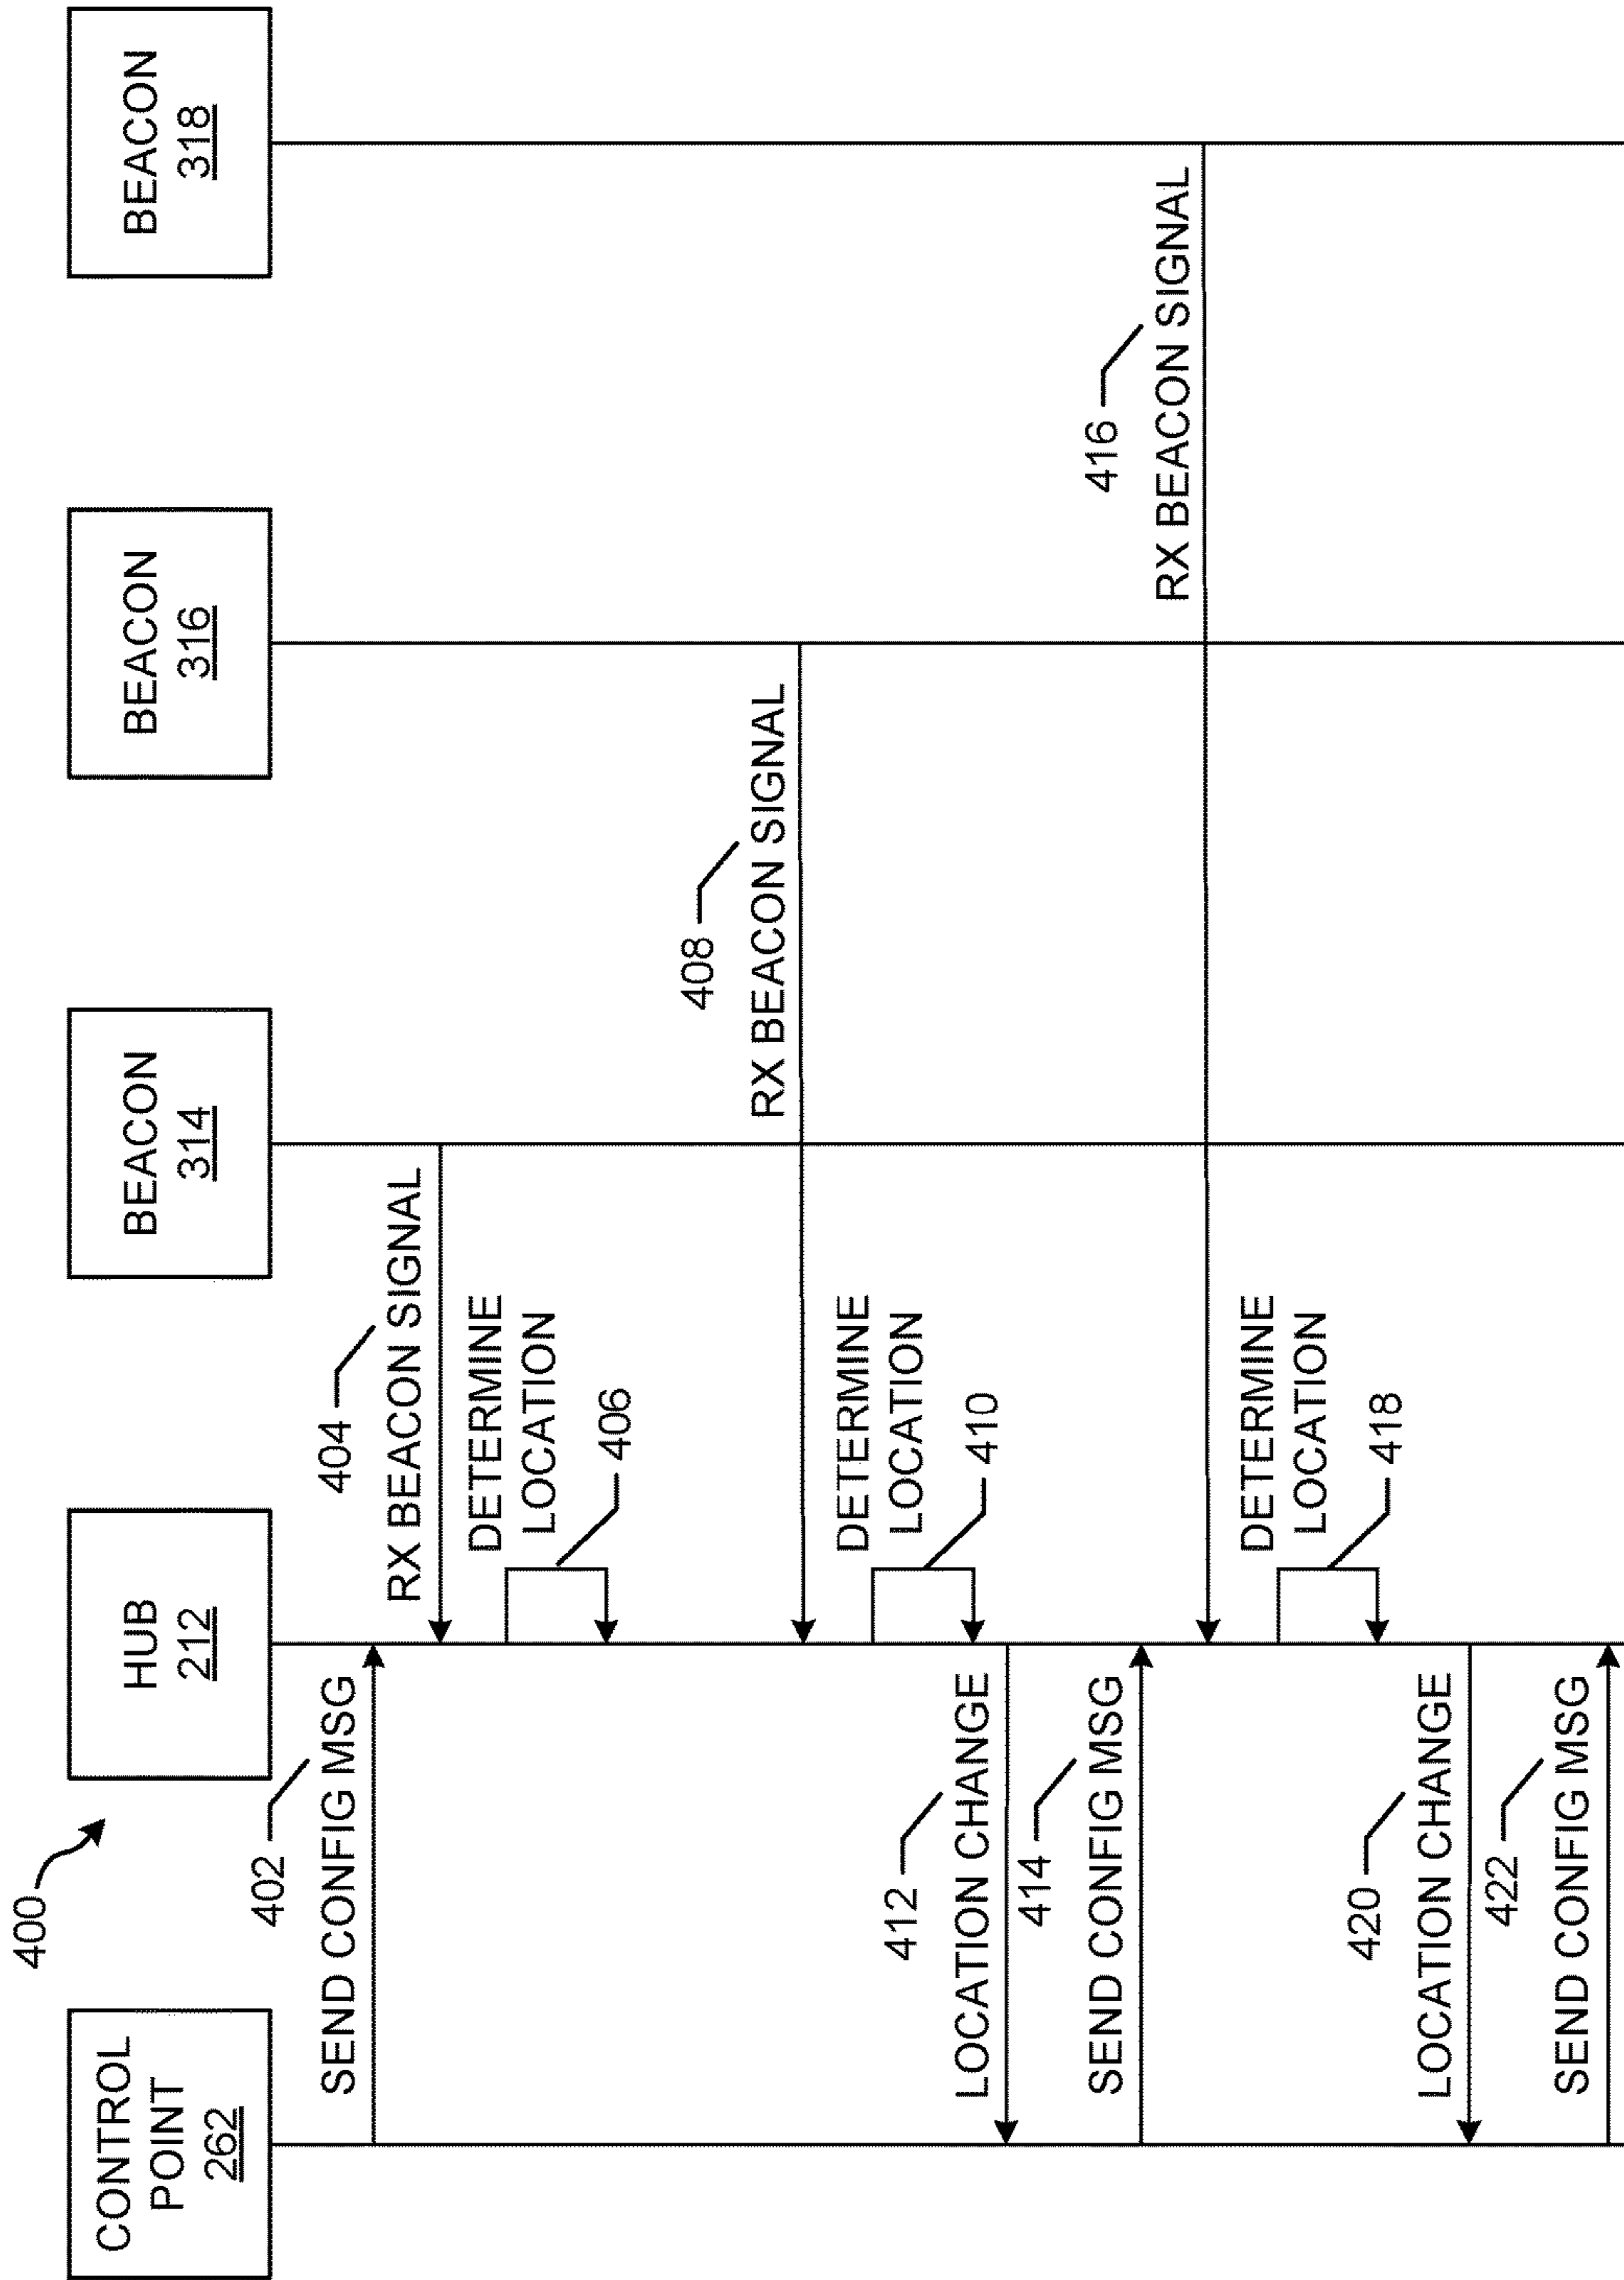 400
CONTROL
POINT
262
HUB
212
BEACON
314
BEACON
316
BEACON
318
402
SEND CONFIG MSG
404
RX BEACON SIGNAL
DETERMINE
LOCATION
406
408
RX BEACON SIGNAL
DETERMINE
LOCATION
410
412
LOCATION CHANGE
414
SEND CONFIG MSG
416
RX BEACON SIGNAL
DETERMINE
LOCATION
418
420
LOCATION CHANGE
422
SEND CONFIG MSG